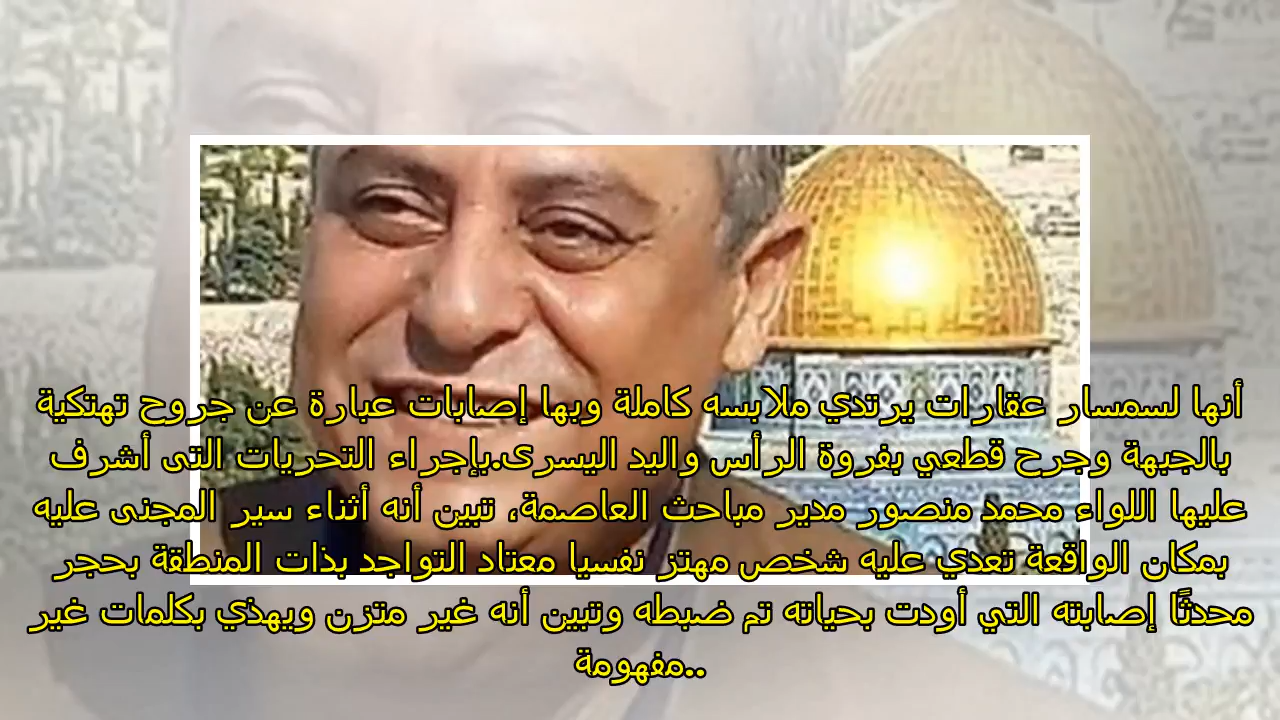 أنها لسمسار عقارات يرتدي ملابسه كاملة وبها إصابات عبارة عن جروح تهتكية
بالجبهة وجرح قطعي بفروة الرأس واليد اليسرى.بإجراء التحريات التى أشرف
عليها اللواء محمد منصور مدير مباحث العاصمة، تبين أنه أثناء سير المجنى عليه
بمكان الواقعة تعدي عليه شخص مهتز نفسيا معتاد التواجد بذات المنطقة بحجر
محدثًا إصابته التي أودت بحياته تم ضبطه وتبين أنه غير متزن ويهذي بكلمات غير
مفهومة..